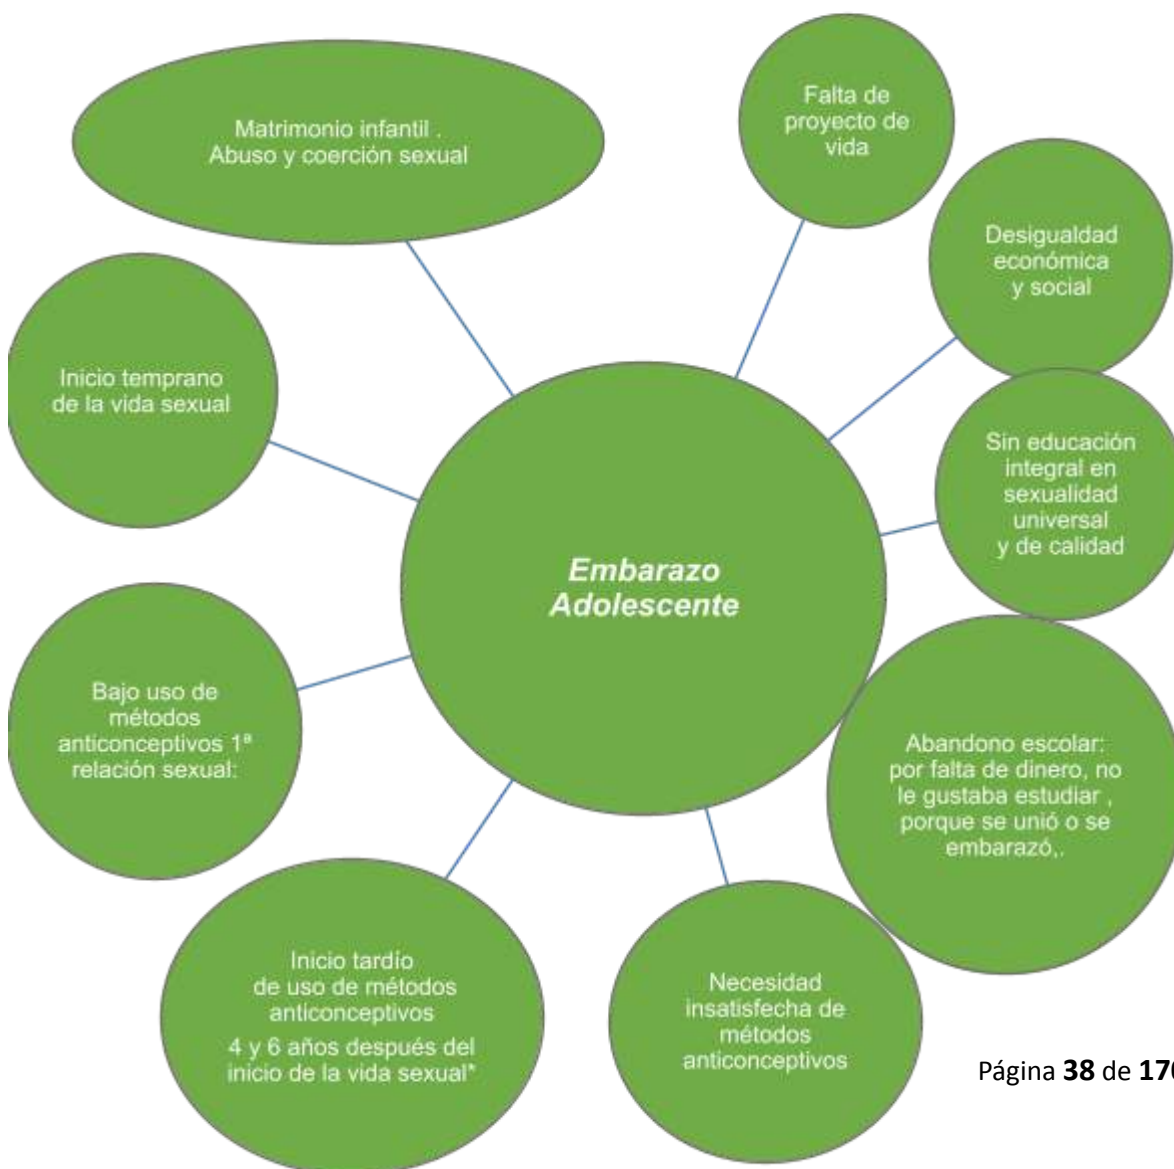 Matrimonio infantil .
Abuso y coerción sexual
Falta de
proyecto de
vida
Desigualdad
económica
y social
Inicio temprano
de la vida sexual
Sin educación
integral en
sexualidad
universal
y de calidad
Embarazo
Adolescente
Bajo uso de
métodos
anticonceptivos 1ª
relación sexual:
Abandono escolar:
por falta de dinero, no
le gustaba estudiar ,
porque se unió o se
embarazó,.
Inicio tardío
de uso de métodos
anticonceptivos
4 y 6 años después del
inicio de la vida sexual*
Necesidad
insatisfecha de
métodos
anticonceptivos
Página 38 de 170